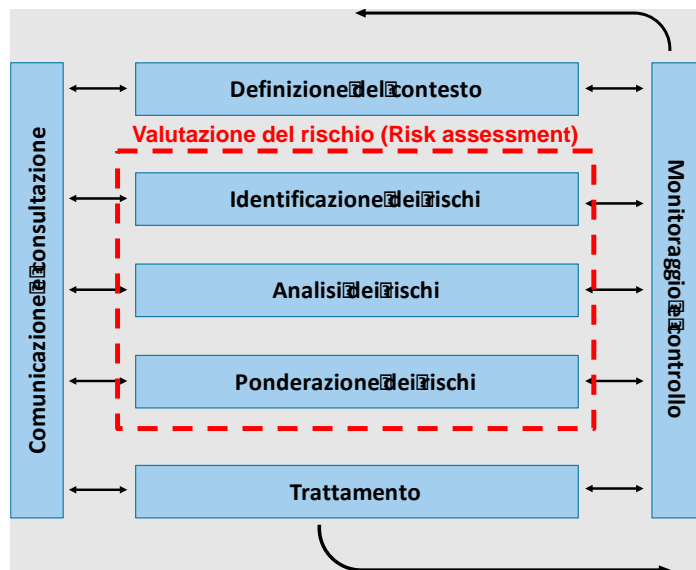 Definizione del contesto
Valutazione del rischio (Risk assessment)
Identificazione dei rischi
Analisi dei rischi
Ponderazione dei rischi
Trattamento
Comunicazione e consultazione
Monitoraggio e controllo